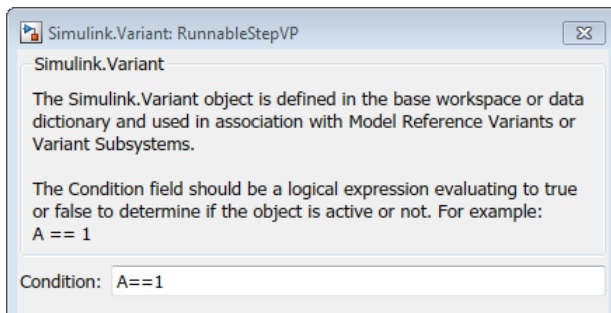 Simulink.Variant: RunnableStepVP
Simulink.Variant
The Simulink.Variant object is defined in the base workspace or data
dictionary and used in association with Model Reference Variants or
Variant Subsystems.
The Condition field should be a logical expression evaluating to true
or false to determine if the object is active or not. For example:
A == 1
Condition: A==1